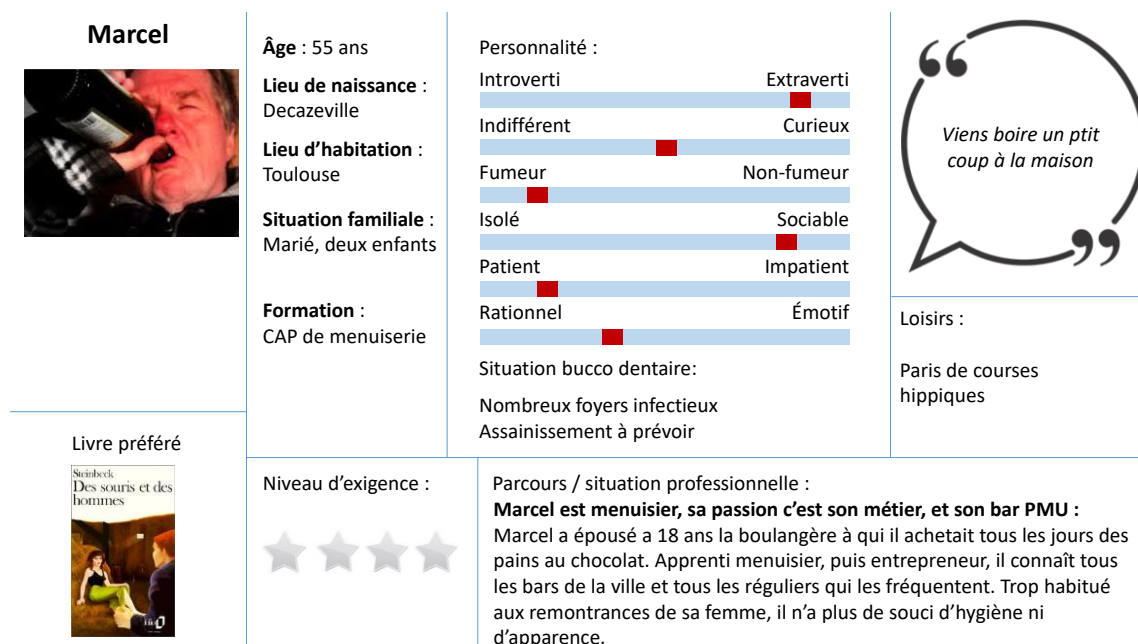 Marcel
Âge : 55 ans
Lieu de naissance :
Decazeville
Lieu d’habitation :
Toulouse
Situation familiale :
Marié, deux enfants
Formation :
CAP de menuiserie
Personnalité :
Introverti Extraverti
Indifférent Curieux
Fumeur Non-fumeur
Isolé Sociable
Patient Impatient
Rationnel Émotif
Situation bucco dentaire:
Nombreux foyers infectieux
Assainissement à prévoir
“
Viens boire un ptit
coup à la maison
”
Loisirs :
Paris de courses
hippiques
Livre préféré
Steinbeck
Des souris et des
hommes
Niveau d’exigence :
Parcours / situation professionnelle :
Marcel est menuisier, sa passion c’est son métier, et son bar PMU :
Marcel a épousé a 18 ans la boulangère à qui il achetait tous les jours des
pains au chocolat. Apprenti menuisier, puis entrepreneur, il connaît tous
les bars de la ville et tous les réguliers qui les fréquentent. Trop habitué
aux remontrances de sa femme, il n’a plus de souci d’hygiène ni
d’apparence.